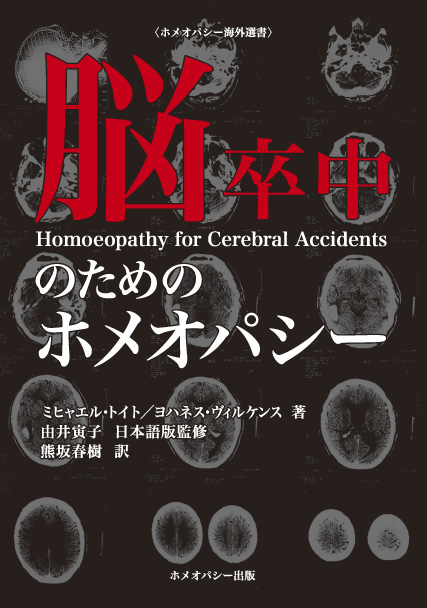 〈ホメオパシー海外選書〉
脳卒中
Homoeopathy for Cerebral Accidents
のための
ホメオパシー
ミヒャエル・トイト／ヨハネス・ヴィルケンス 著
由井寅子 日本語版監修
熊坂春樹 訳
ホメオパシー出版